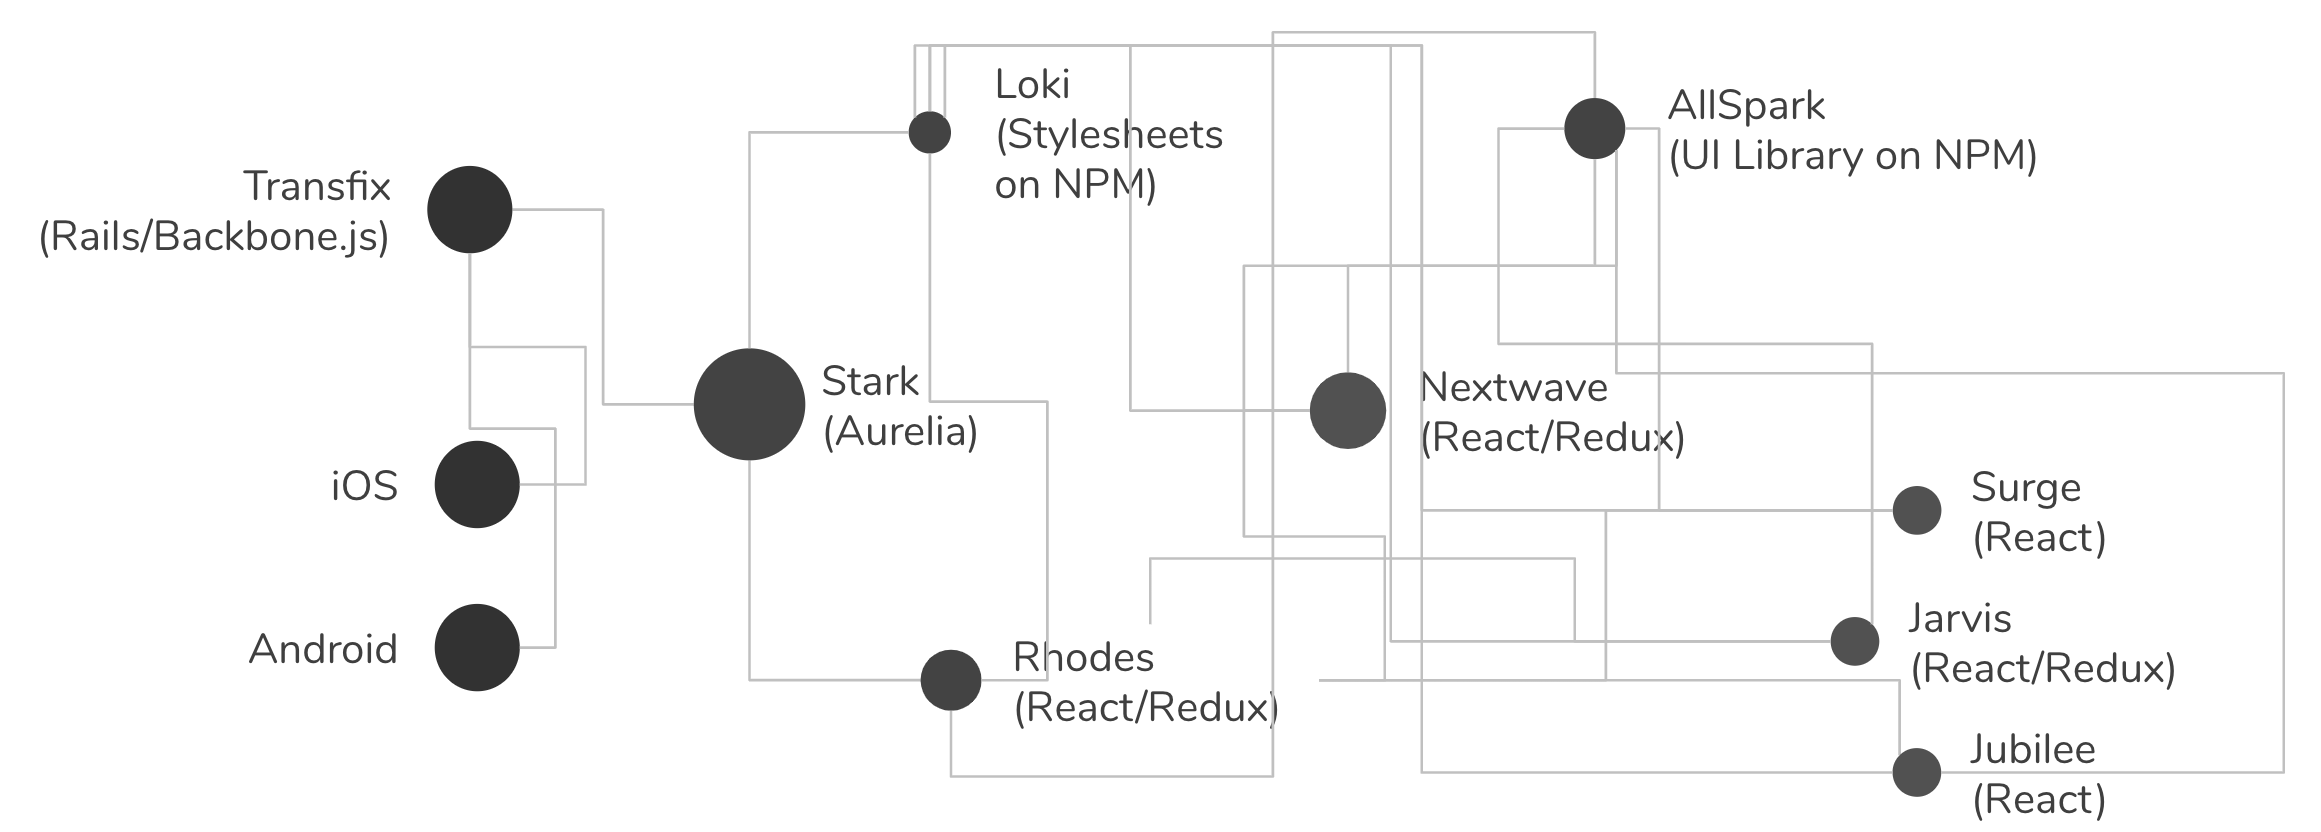 Loki
(Stylesheets
on NPM)
AllSpark
(UI Library on NPM)
Transfix
(Rails/Backbone.js)
Stark
(Aurelia)
Nextwave
(React/Redux)
iOS
Surge
(React)
Android
Rhodes
(React/Redux)
Jarvis
(React/Redux)
Jubilee
(React)